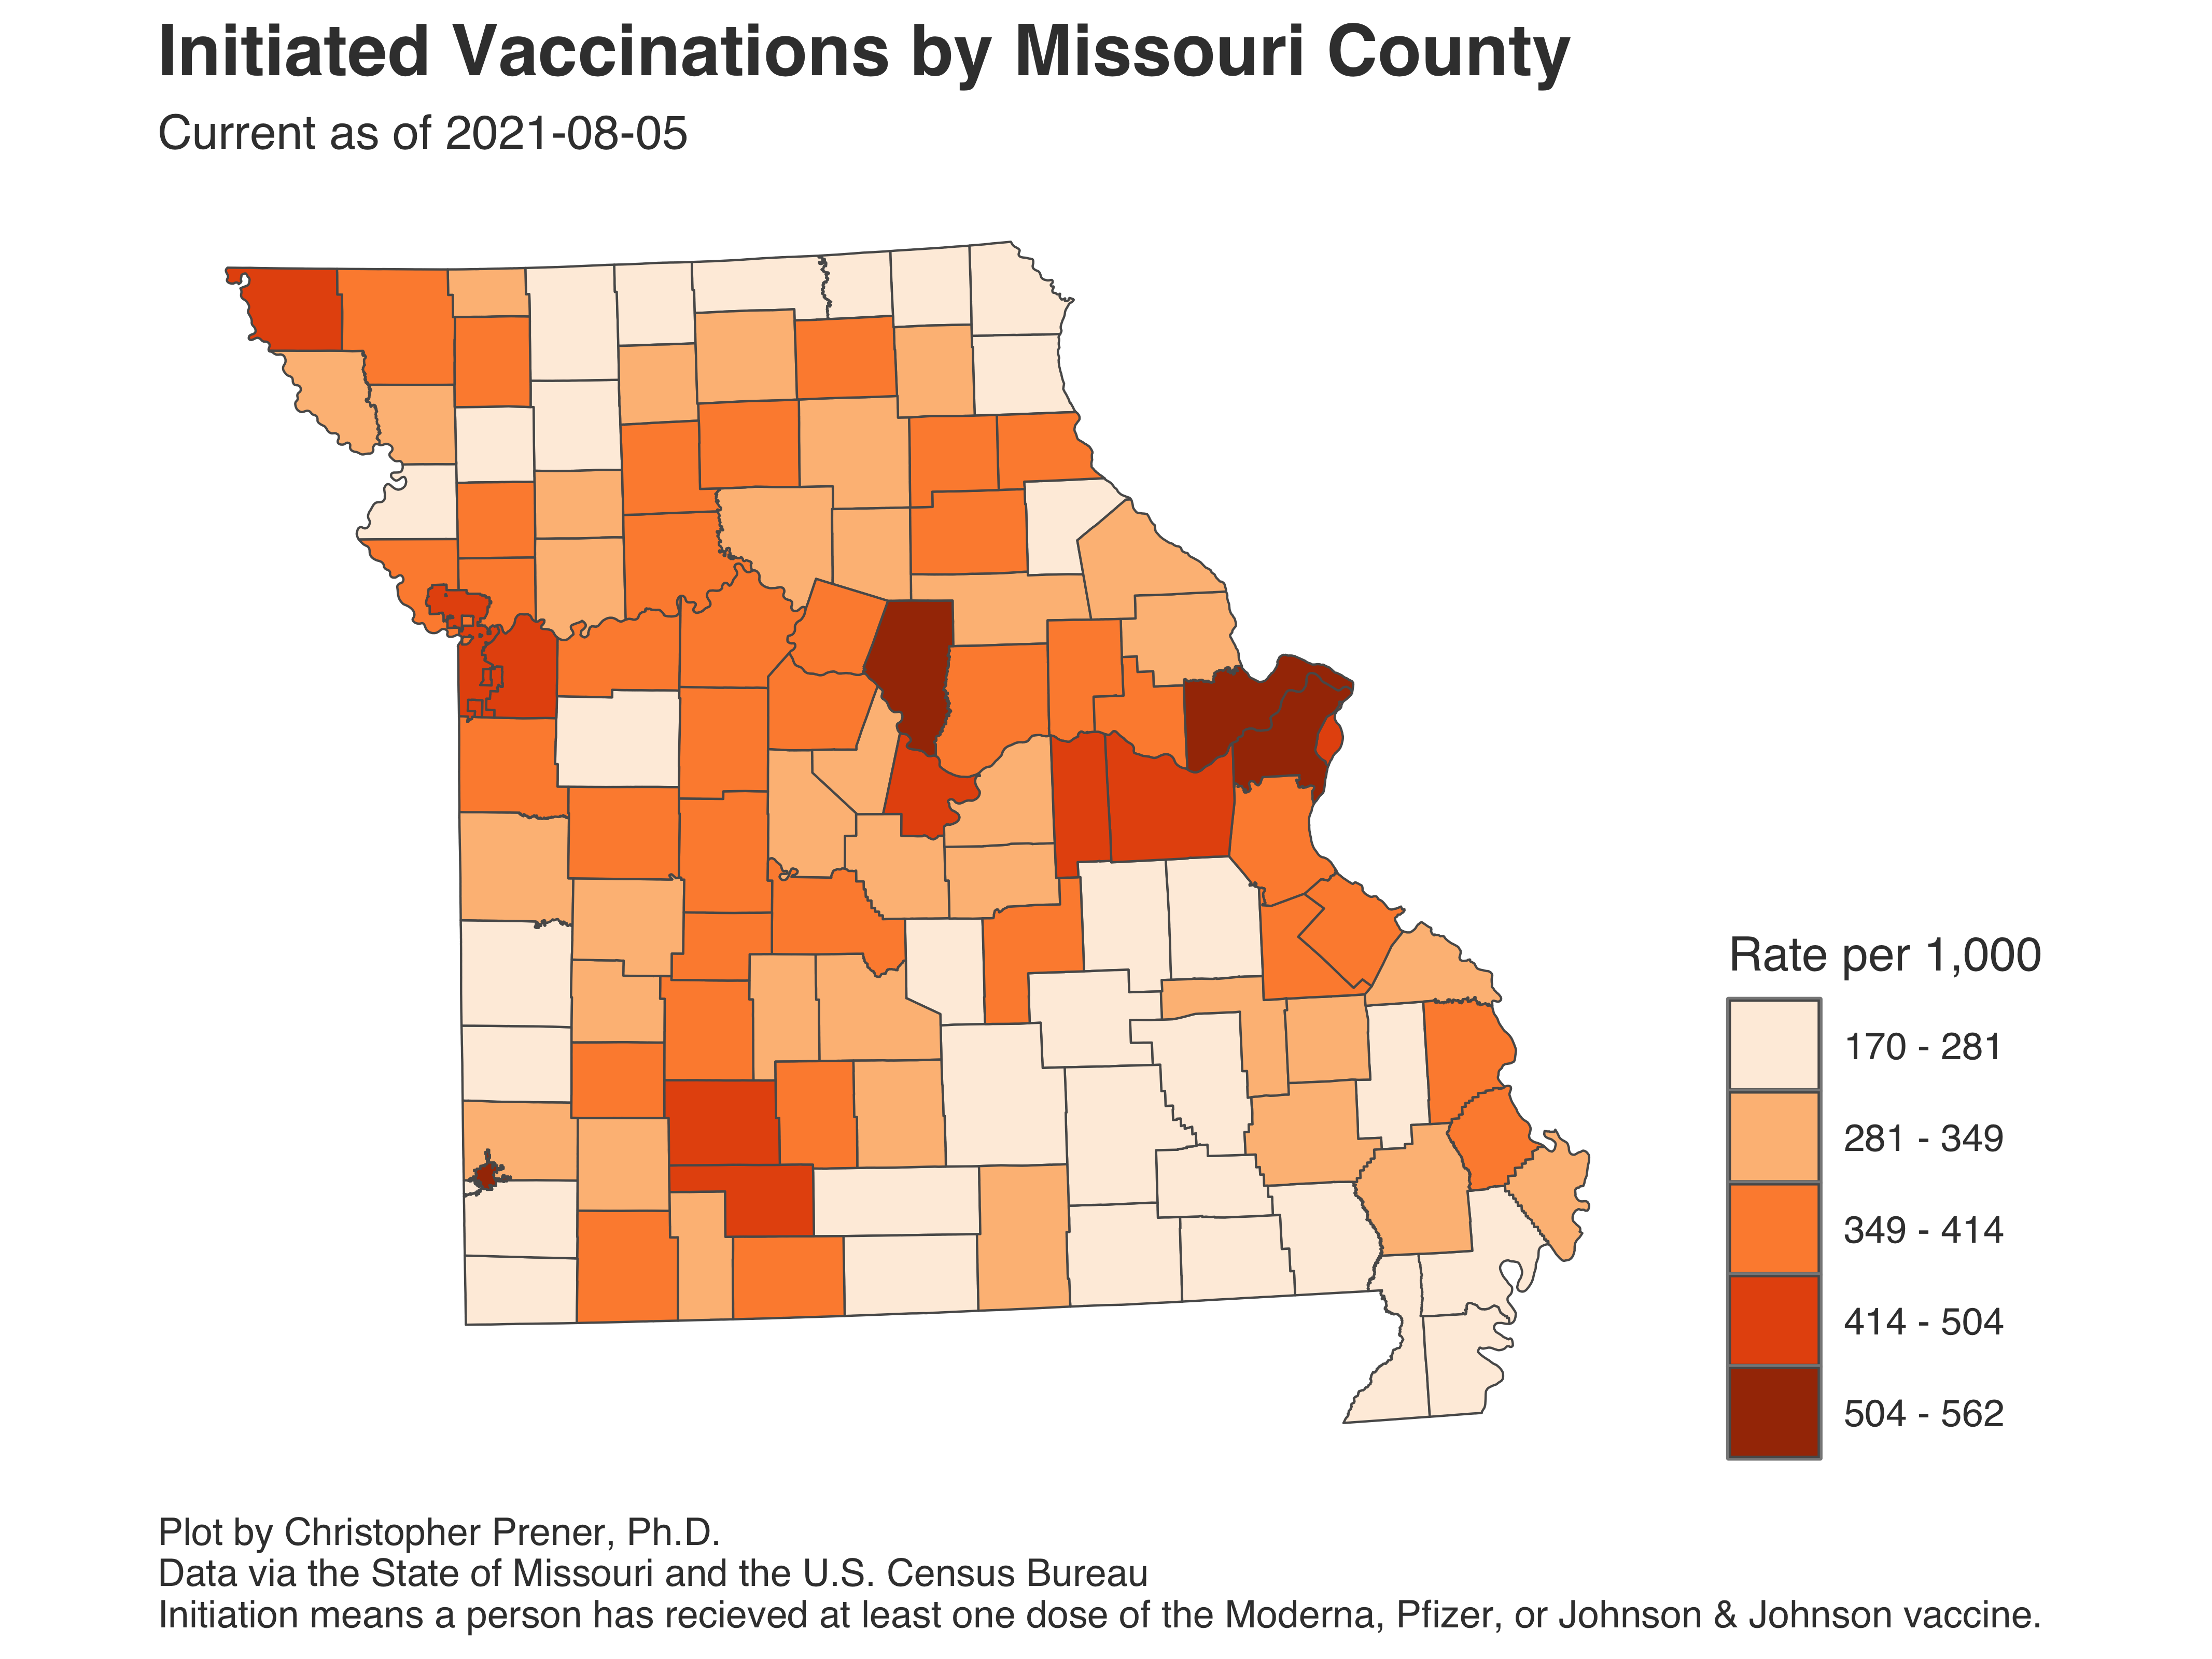 Initiated Vaccinations by Missouri County
Current as of 2021-08-05
Rate per 1,000
170 - 281
281 - 349
349 - 414
414 - 504
504 - 562
Plot by Christopher Prener, Ph.D.
Data via the State of Missouri and the U.S. Census Bureau
Initiation means a person has recieved at least one dose of the Moderna, Pfizer, or Johnson & Johnson vaccine.